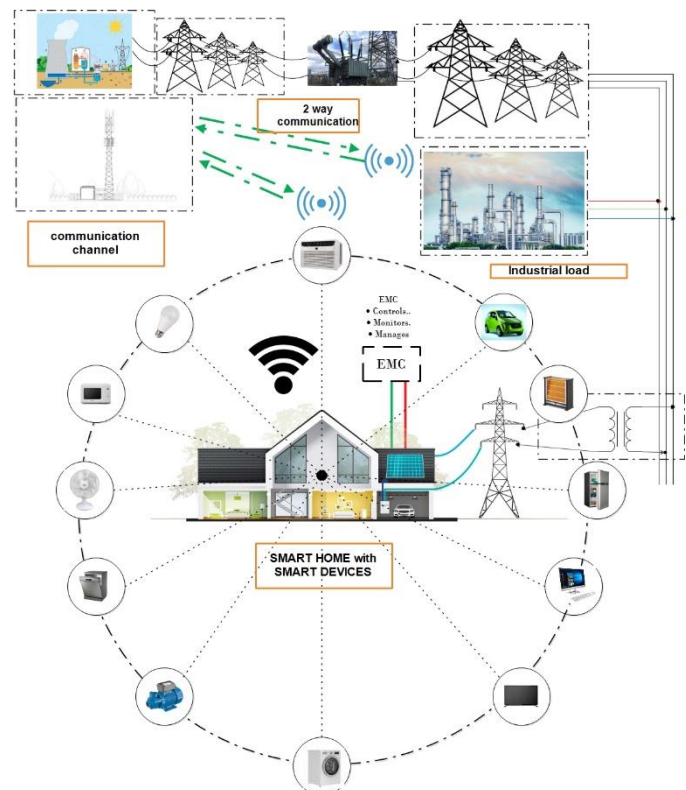 2 way
communication
communication
channel
Industrial load
EMC
• Controls..
• Monitors.
• Manages
EMC
SMART HOME with
SMART DEVICES